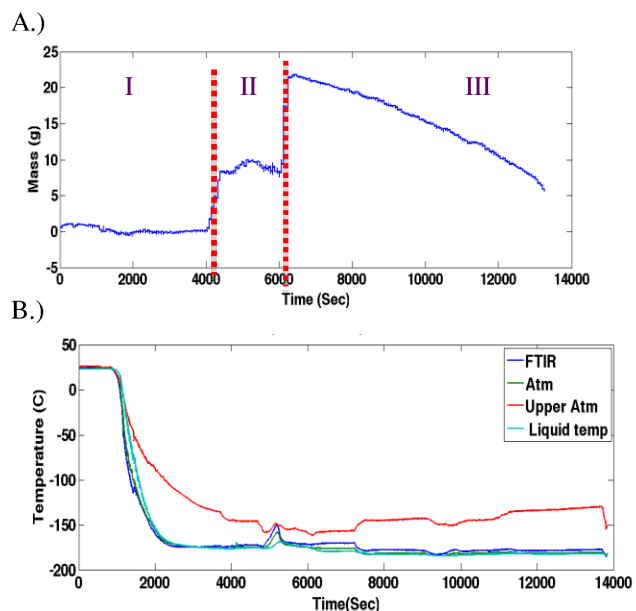 A.)
25
20
15
10
5
0
-5
Mass (g)
I
II
III
0
2000
4000
6000
8000
10000
12000
14000
Time (Sec)
B.)
50
0
-50
-100
-150
-200
Temperature (C)
FTIR
Atm
Upper Atm
Liquid temp
0
2000
4000
6000
8000
10000
12000
14000
Time(Sec)